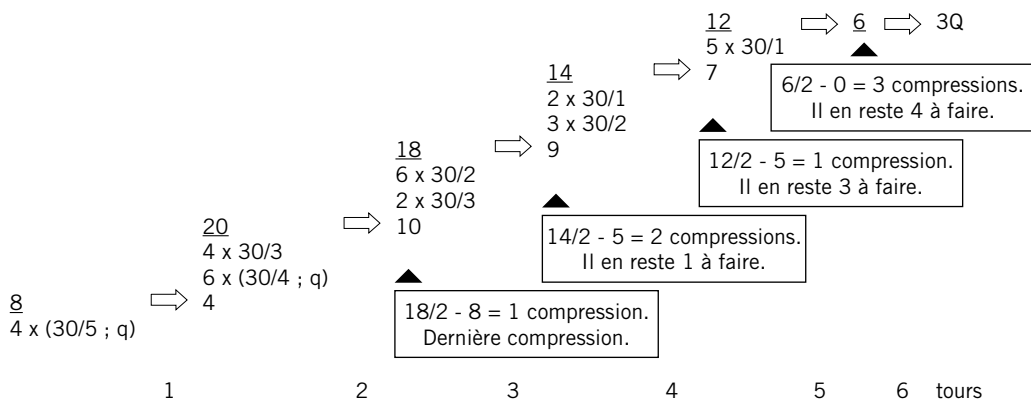 8
4 x (30/5 ; q)
20
4 x 30/3
6 x (30/4 ; q)
4
18
6 x 30/2
2 x 30/3
10
18/2 - 8 = 1 compression.
Dernière compression.
14
2 x 30/1
3 x 30/2
9
14/2 - 5 = 2 compressions.
Il en reste 1 à faire.
12
5 x 30/1
7
12/2 - 5 = 1 compression.
Il en reste 3 à faire.
6
6/2 - 0 = 3 compressions.
Il en reste 4 à faire.
3Q
1 2 3 4 5 6 tours